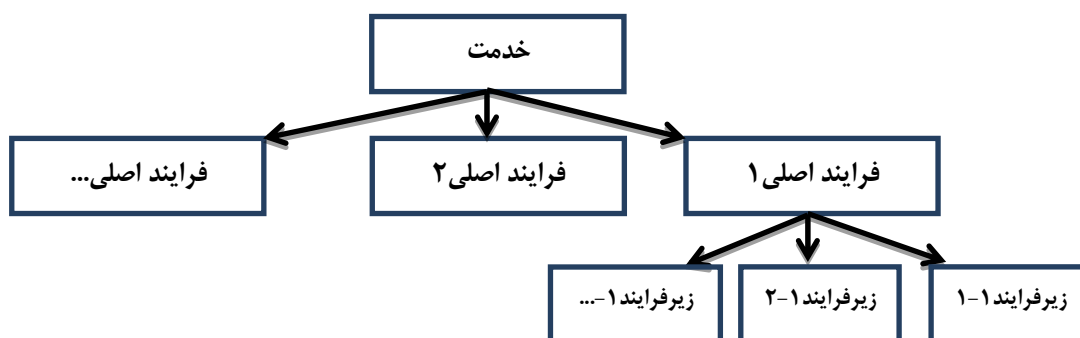 خدمت
فرایند اصلی۱
فرایند اصلی۲
فرایند اصلی...
زیرفرایند۱-۱
زیرفرایند۱-۲
زیرفرایند۱-...